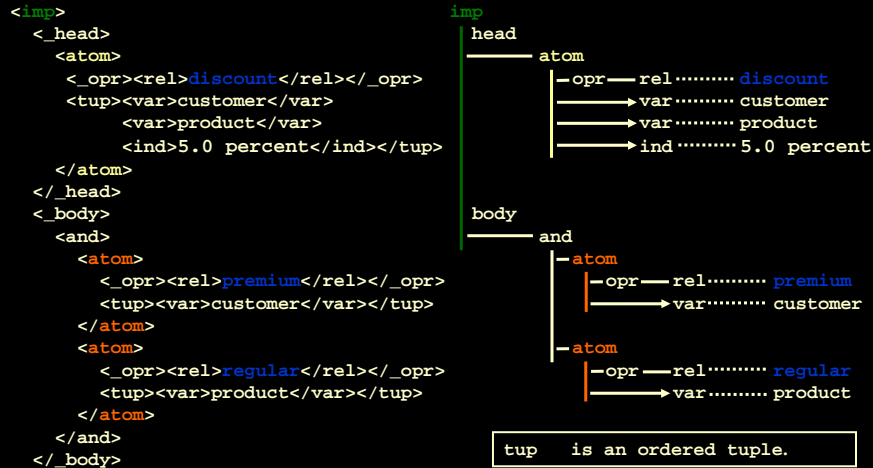 <imp>
<_head>
<atom>
<_opr><rel>discount</rel></_opr>
<tup><var>customer</var>
<var>product</var>
<ind>5.0 percent</ind></tup>
</atom>
</_head>
<_body>
<and>
<atom>
<_opr><rel>premium</rel></_opr>
<tup><var>customer</var></tup>
</atom>
<atom>
<_opr><rel>regular</rel></_opr>
<tup><var>product</var></tup>
</atom>
</and>
</_body>
imp
head
atom
opr rel discount
var customer
var product
ind 5.0 percent
body
and
atom
opr rel premium
var customer
atom
opr rel regular
var product
tup is an ordered tuple.